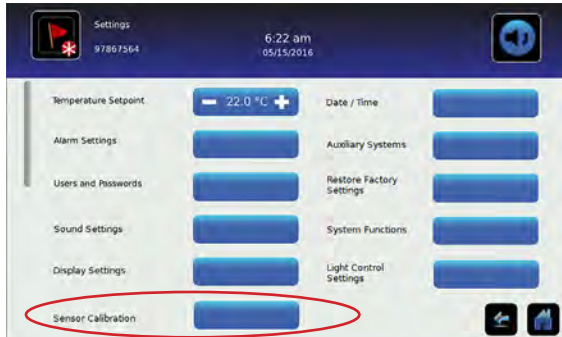 Settings
97867564
6:22 am
05/15/2016
Temperature Setpoint
22.0 °C
Date / Time
Alarm Settings
Auxiliary Systems
Users and Passwords
Restore Factory
Settings
Sound Settings
System Functions
Display Settings
Light Control
Settings
Sensor Calibration